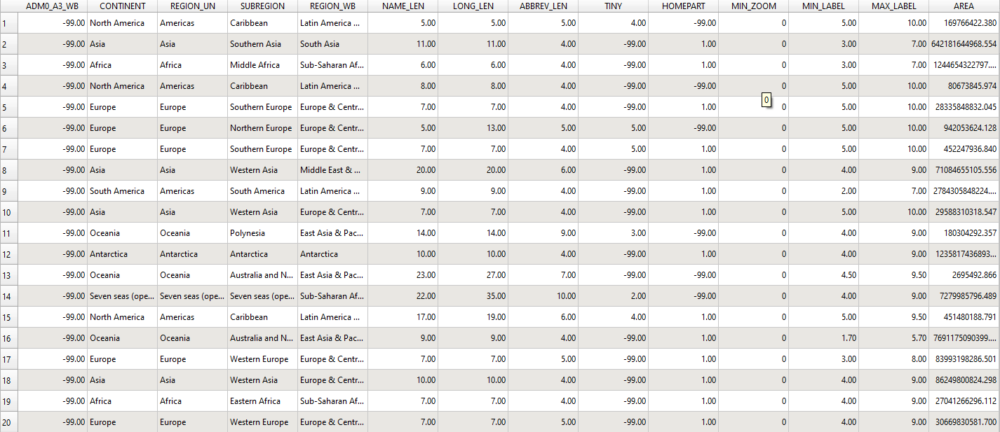 ADM0_A3_WB CONTINENT REGION_UN SUBREGION REGION_WB NAME_LEN LONG_LEN ABBREV_LEN TINY HOMEPART MIN_ZOOM MIN_LABEL MAX_LABEL AREA
1 -99.00 North America Americas Caribbean Latin America ... 5.00 5.00 5.00 4.00 -99.00 0 5.00 10.00 169766422.380
2 -99.00 Asia Asia Southern Asia South Asia 11.00 11.00 4.00 -99.00 1.00 0 3.00 7.00 642181644968.554
3 -99.00 Africa Africa Middle Africa Sub-Saharan Af... 6.00 6.00 4.00 -99.00 1.00 0 3.00 7.00 1244654322797....
4 -99.00 North America Americas Caribbean Latin America ... 8.00 8.00 4.00 -99.00 -99.00 0 5.00 10.00 80673845.974
0
5 -99.00 Europe Europe Southern Europe Europe & Centr... 7.00 7.00 4.00 -99.00 1.00 0 5.00 10.00 28335848832.045
6 -99.00 Europe Europe Northern Europe Europe & Centr... 5.00 13.00 5.00 5.00 -99.00 0 5.00 10.00 942053624.128
7 -99.00 Europe Europe Southern Europe Europe & Centr... 7.00 7.00 4.00 5.00 1.00 0 5.00 10.00 452247936.840
8 -99.00 Asia Asia Western Asia Middle East & ... 20.00 20.00 6.00 -99.00 1.00 0 4.00 9.00 71084655105.556
9 -99.00 South America Americas South America Latin America ... 9.00 9.00 4.00 -99.00 1.00 0 2.00 7.00 2784305848224....
10 -99.00 Asia Asia Western Asia Europe & Centr... 7.00 7.00 4.00 -99.00 1.00 0 5.00 10.00 29588310318.547
11 -99.00 Oceania Oceania Polynesia East Asia & Pac... 14.00 14.00 9.00 3.00 -99.00 0 4.00 9.00 180304292.357
12 -99.00 Antarctica Antarctica Antarctica Antarctica 10.00 10.00 4.00 -99.00 1.00 0 4.00 9.00 1235817436893...
13 -99.00 Oceania Oceania Australia and N... East Asia & Pac... 23.00 27.00 7.00 -99.00 -99.00 0 4.50 9.50 2695492.866
14 -99.00 Seven seas (ope... Seven seas (ope... Seven seas (ope... Sub-Saharan Af... 22.00 35.00 10.00 2.00 -99.00 0 4.00 9.00 7279985796.489
15 -99.00 North America Americas Caribbean Latin America ... 17.00 19.00 6.00 4.00 1.00 0 5.00 9.50 451480188.791
16 -99.00 Oceania Oceania Australia and N... East Asia & Pac... 9.00 9.00 4.00 -99.00 1.00 0 1.70 5.70 7691175090399....
17 -99.00 Europe Europe Western Europe Europe & Centr... 7.00 7.00 5.00 -99.00 1.00 0 3.00 8.00 83993198286.501
18 -99.00 Asia Asia Western Asia Europe & Centr... 10.00 10.00 4.00 -99.00 1.00 0 4.00 9.00 86249800824.298
19 -99.00 Africa Africa Eastern Africa Sub-Saharan Af... 7.00 7.00 4.00 -99.00 1.00 0 4.00 9.00 27041266296.112
20 -99.00 Europe Europe Western Europe Europe & Centr... 7.00 7.00 5.00 -99.00 1.00 0 4.00 9.00 30669830581.700